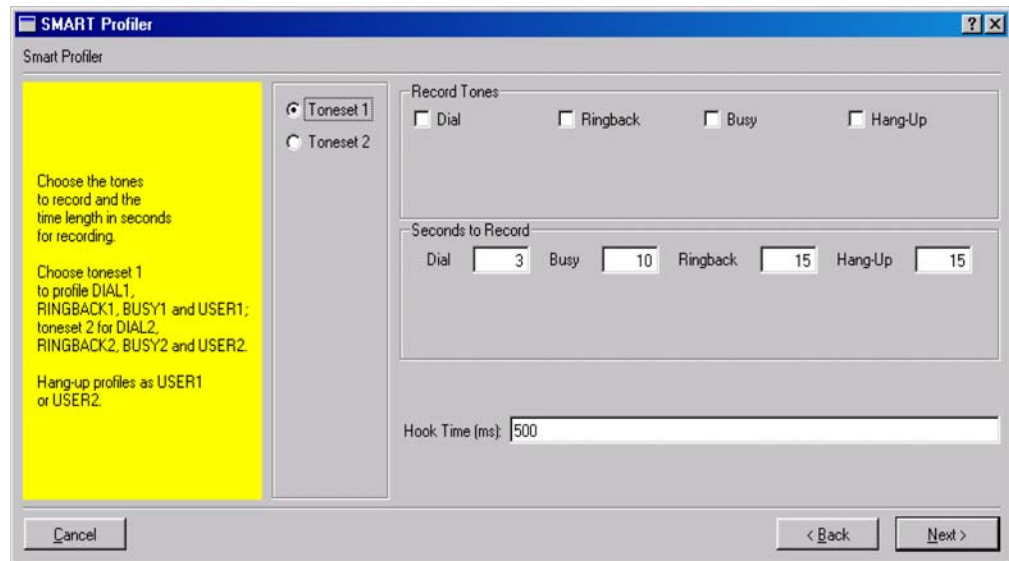 SMART Profiler
Smart Profiler
Choose the tones
to record and the
time length in seconds
for recording.
Choose toneset 1
to profile DIAL1,
RINGBACK1, BUSY1 and USER1;
toneset 2 for DIAL2,
RINGBACK2, BUSY2 and USER2.
Hang-up profiles as USER1
or USER2.
Toneset 1
Toneset 2
Record Tones
Dial Ringback Busy Hang-Up
Seconds to Record
Dial 3 Busy 10 Ringback 15 Hang-Up 15
Hook Time (ms): 500
Cancel < Back Next >